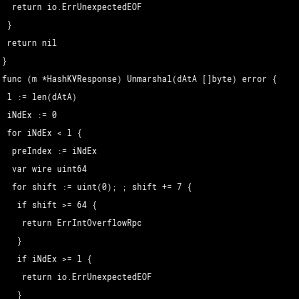 return io.ErrUnexpectedEOF
}
return nil
}
func (m *HashKVResponse) Unmarshal(dAtA []byte) error {
l := len(dAtA)
iNdEx := 0
for iNdEx < l {
preIndex := iNdEx
var wire uint64
for shift := uint(0); ; shift += 7 {
if shift >= 64 {
return ErrIntOverflowRpc
}
if iNdEx >= l {
return io.ErrUnexpectedEOF
}